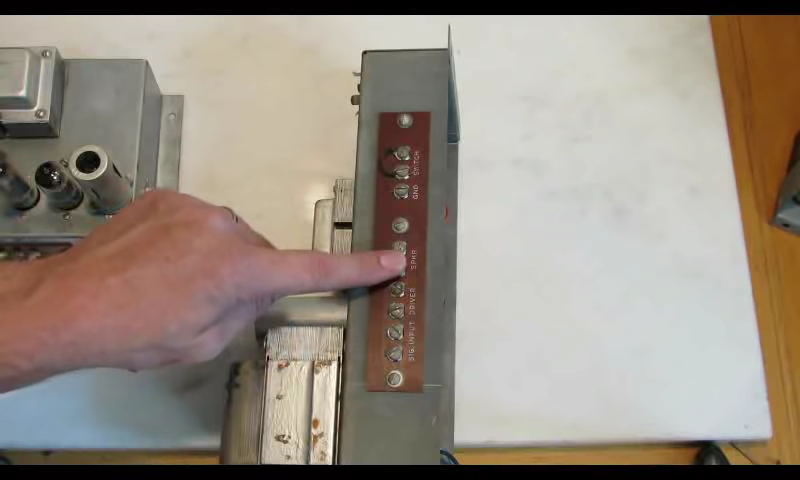 SWITCH
GND
SPKR
DRIVER
SIG. INPUT